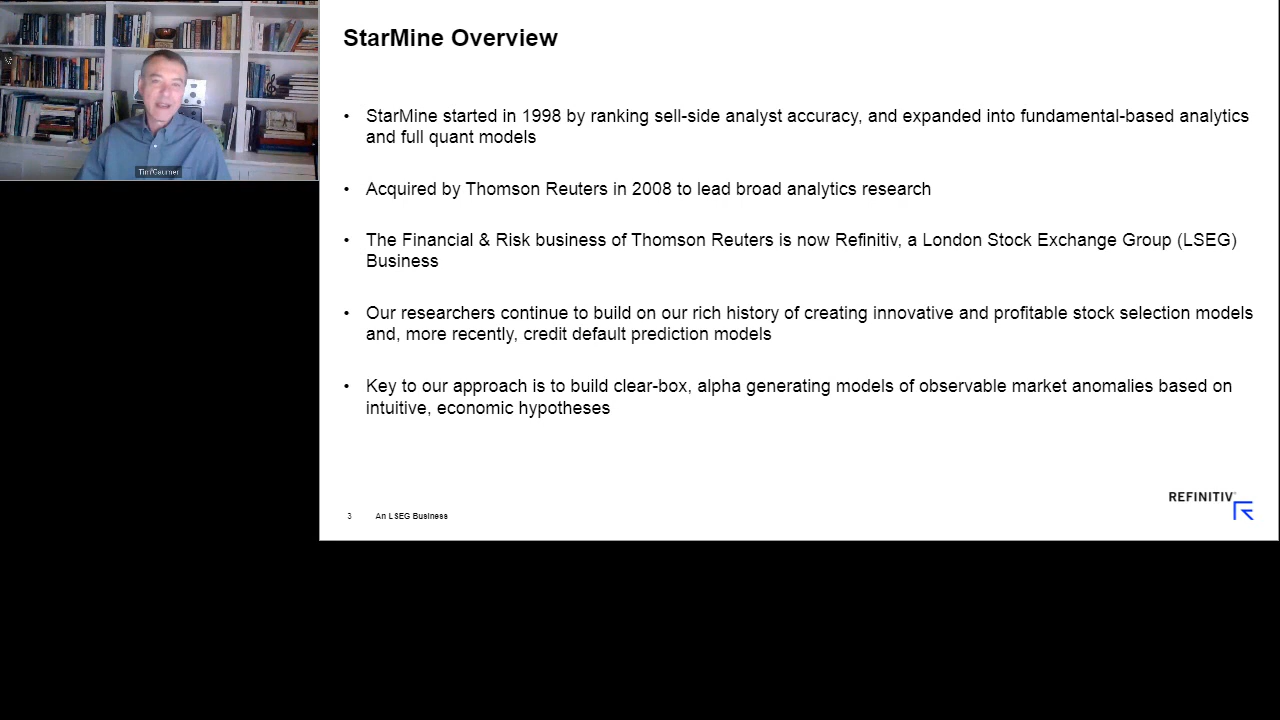 StarMine Overview
• StarMine started in 1998 by ranking sell-side analyst accuracy, and expanded into fundamental-based analytics
and full quant models
• Acquired by Thomson Reuters in 2008 to lead broad analytics research
• The Financial & Risk business of Thomson Reuters is now Refinitiv, a London Stock Exchange Group (LSEG)
Business
• Our researchers continue to build on our rich history of creating innovative and profitable stock selection models
and, more recently, credit default prediction models
• Key to our approach is to build clear-box, alpha generating models of observable market anomalies based on
intuitive, economic hypotheses
Tim Gaumer
REFINITIV
3 An LSEG Business